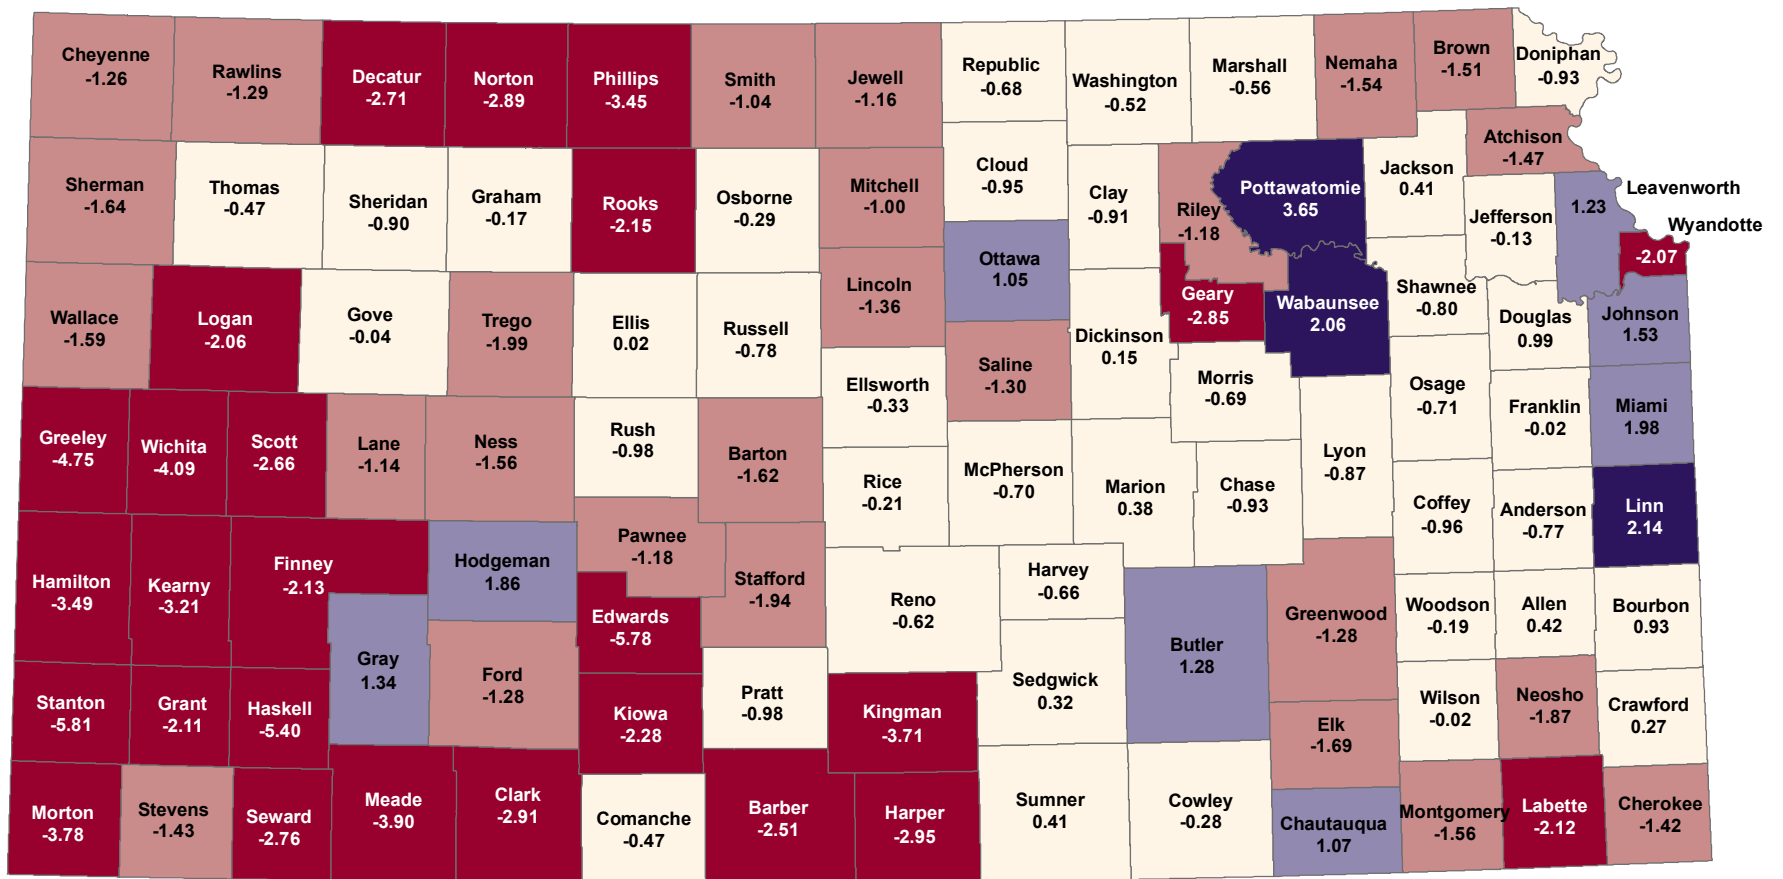 Cheyenne
-1.26
Rawlins
-1.29
Decatur
-2.71
Norton
-2.89
Phillips
-3.45
Smith
-1.04
Jewell
-1.16
Republic
-0.68
Washington
-0.52
Marshall
-0.56
Nemaha
-1.54
Brown
-1.51
Doniphan
-0.93
Sherman
-1.64
Thomas
-0.47
Sheridan
-0.90
Graham
-0.17
Rooks
-2.15
Osborne
-0.29
Mitchell
-1.00
Cloud
-0.95
Clay
-0.91
Riley
-1.18
Pottawatomie
3.65
Jackson
0.41
Atchison
-1.47
Jefferson
-0.13
Leavenworth
1.23
Wyandotte
-2.07
Wallace
-1.59
Logan
-2.06
Gove
-0.04
Trego
-1.99
Ellis
0.02
Russell
-0.78
Lincoln
-1.36
Ottawa
1.05
Saline
-1.30
Dickinson
0.15
Geary
-2.85
Wabaunsee
2.06
Shawnee
-0.80
Douglas
0.99
Johnson
1.53
Greeley
-4.75
Wichita
-4.09
Scott
-2.66
Lane
-1.14
Ness
-1.56
Rush
-0.98
Barton
-1.62
Ellsworth
-0.33
Rice
-0.21
McPherson
-0.70
Marion
0.38
Morris
-0.69
Chase
-0.93
Lyon
-0.87
Osage
-0.71
Franklin
-0.02
Miami
1.98
Coffey
-0.96
Anderson
-0.77
Linn
2.14
Hamilton
-3.49
Kearny
-3.21
Finney
-2.13
Hodgeman
1.86
Pawnee
-1.18
Edwards
-5.78
Stafford
-1.94
Reno
-0.62
Harvey
-0.66
Butler
1.28
Greenwood
-1.28
Woodson
-0.19
Allen
0.42
Bourbon
0.93
Gray
1.34
Ford
-1.28
Stanton
-5.81
Grant
-2.11
Haskell
-5.40
Kiowa
-2.28
Pratt
-0.98
Kingman
-3.71
Sedgwick
0.32
Elk
-1.69
Wilson
-0.02
Neosho
-1.87
Crawford
0.27
Morton
-3.78
Stevens
-1.43
Seward
-2.76
Meade
-3.90
Clark
-2.91
Comanche
-0.47
Barber
-2.51
Harper
-2.95
Sumner
0.41
Cowley
-0.28
Chautauqua
1.07
Montgomery
-1.56
Labette
-2.12
Cherokee
-1.42